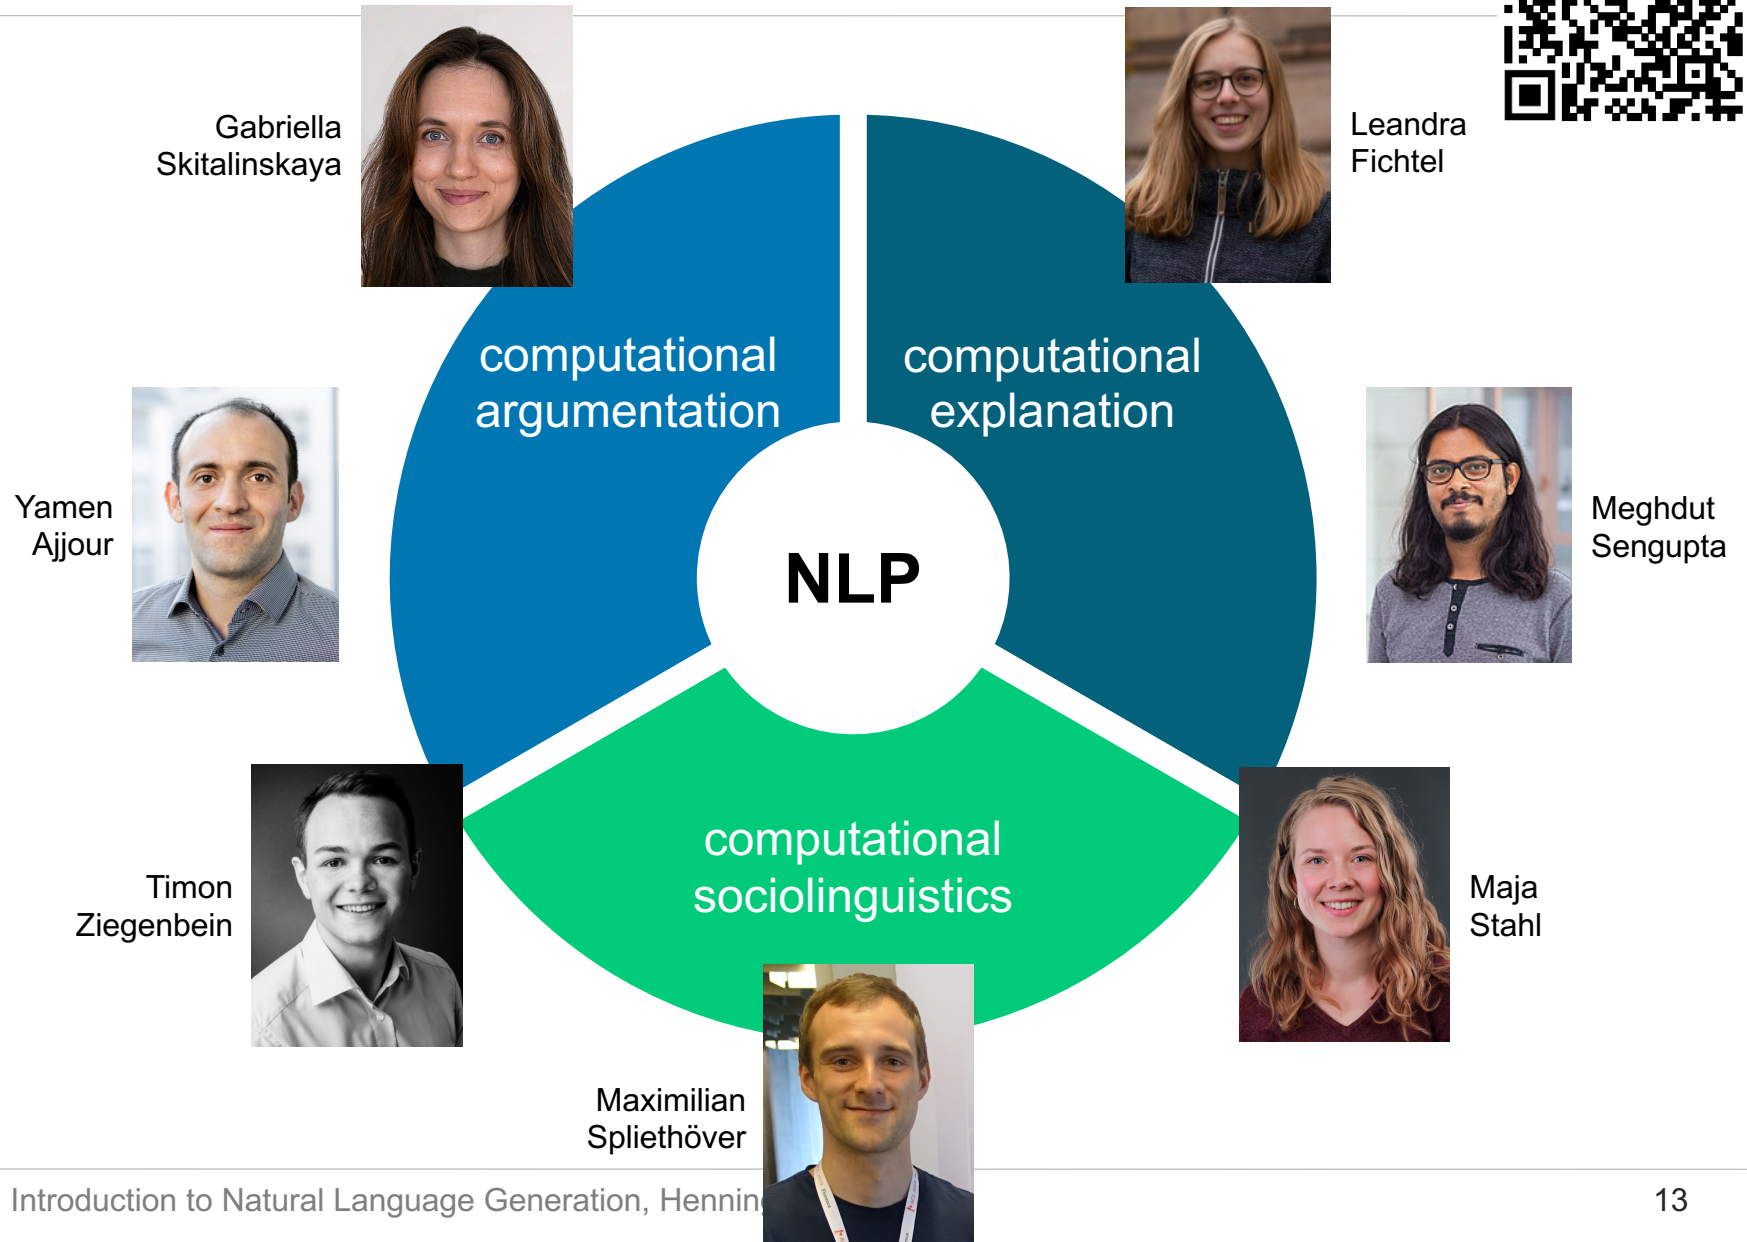 Gabriella
Skitalinskaya
Leandra
Fichtel
computational
argumentation
computational
explanation
Yamen
Ajjour
Meghdut
Sengupta
NLP
computational
sociolinguistics
Timon
Ziegenbein
Maja
Stahl
Maximilian
Spliethöver
Introduction to Natural Language Generation, Henning
13